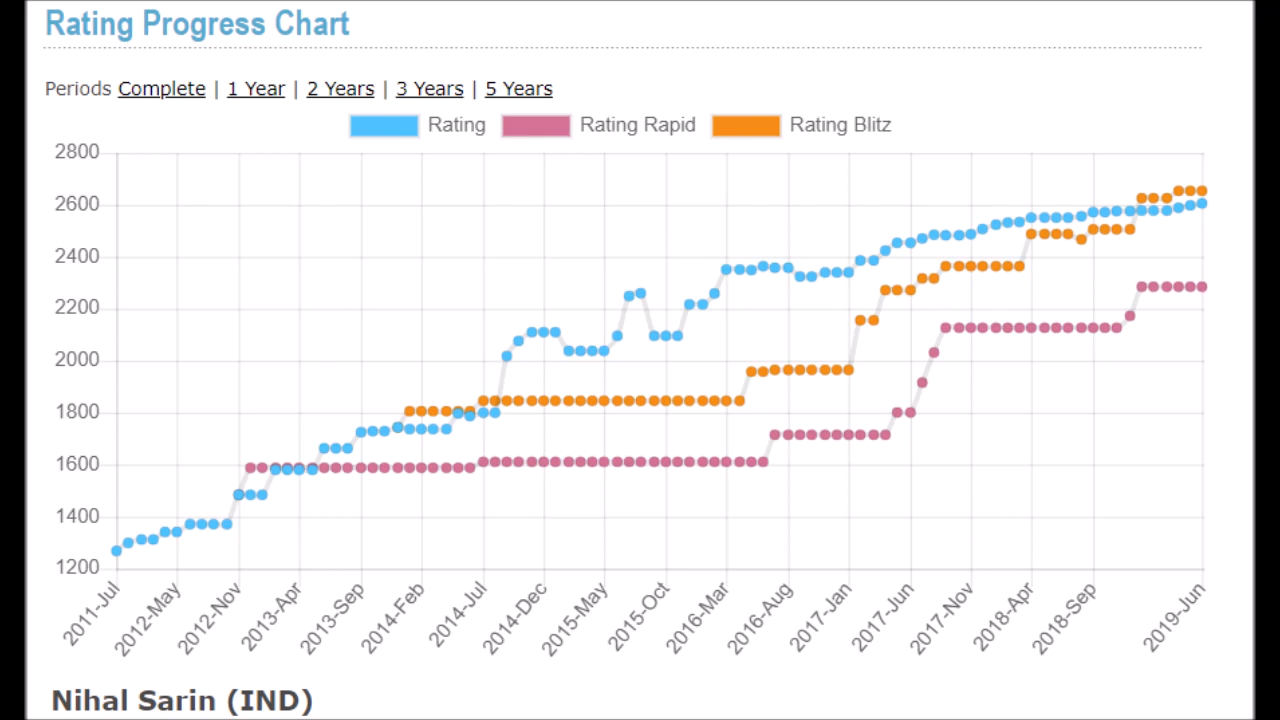 Rating Progress Chart
Periods Complete | 1 Year | 2 Years | 3 Years | 5 Years
Rating Rating Rapid Rating Blitz
2800
2600
2400
2200
2000
1800
1600
1400
1200
2011-Jul 2012-May 2012-Nov 2013-Apr 2013-Sep 2014-Feb 2014-Jul 2014-Dec 2015-May 2015-Oct 2016-Mar 2016-Aug 2017-Jan 2017-Jun 2017-Nov 2018-Apr 2018-Sep 2019-Jun
Nihal Sarin (IND)